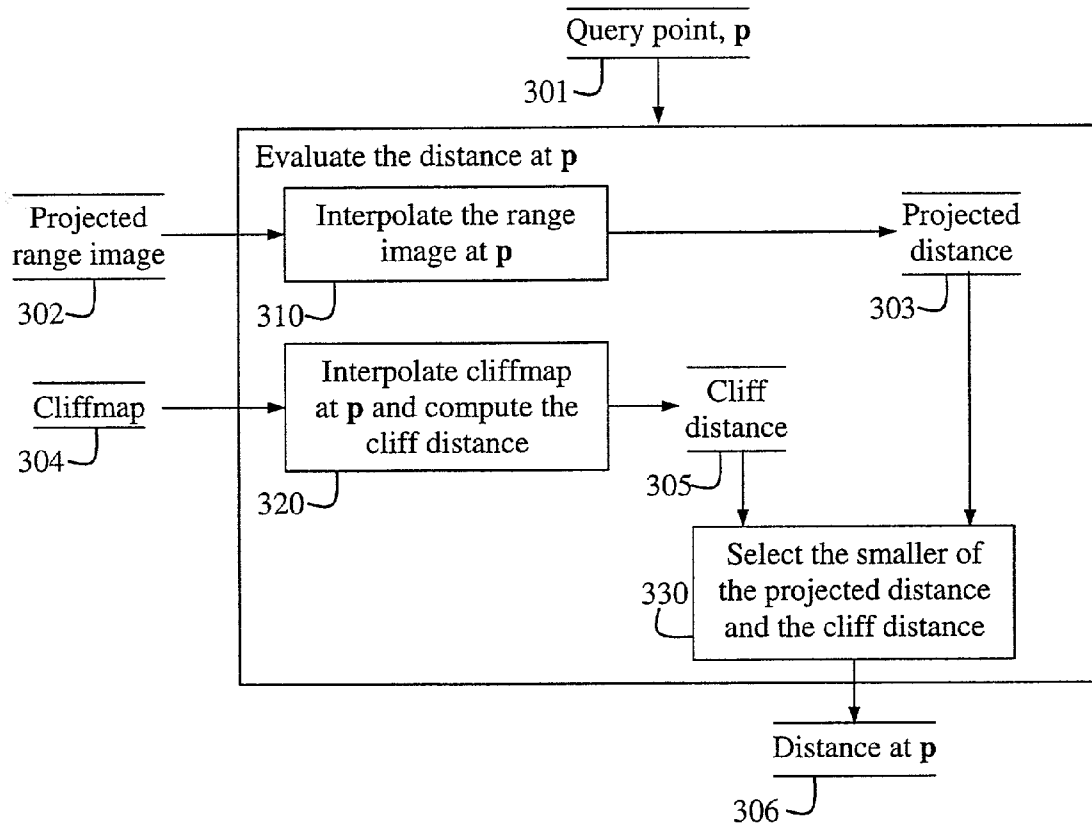 Query point, p
301
Evaluate the distance at p
Projected
range image
302
Interpolate the range
image at p
310
Projected
distance
303
Cliffmap
304
Interpolate cliffmap
at p and compute the
cliff distance
320
Cliff
distance
305
Select the smaller of
the projected distance
and the cliff distance
330
Distance at p
306